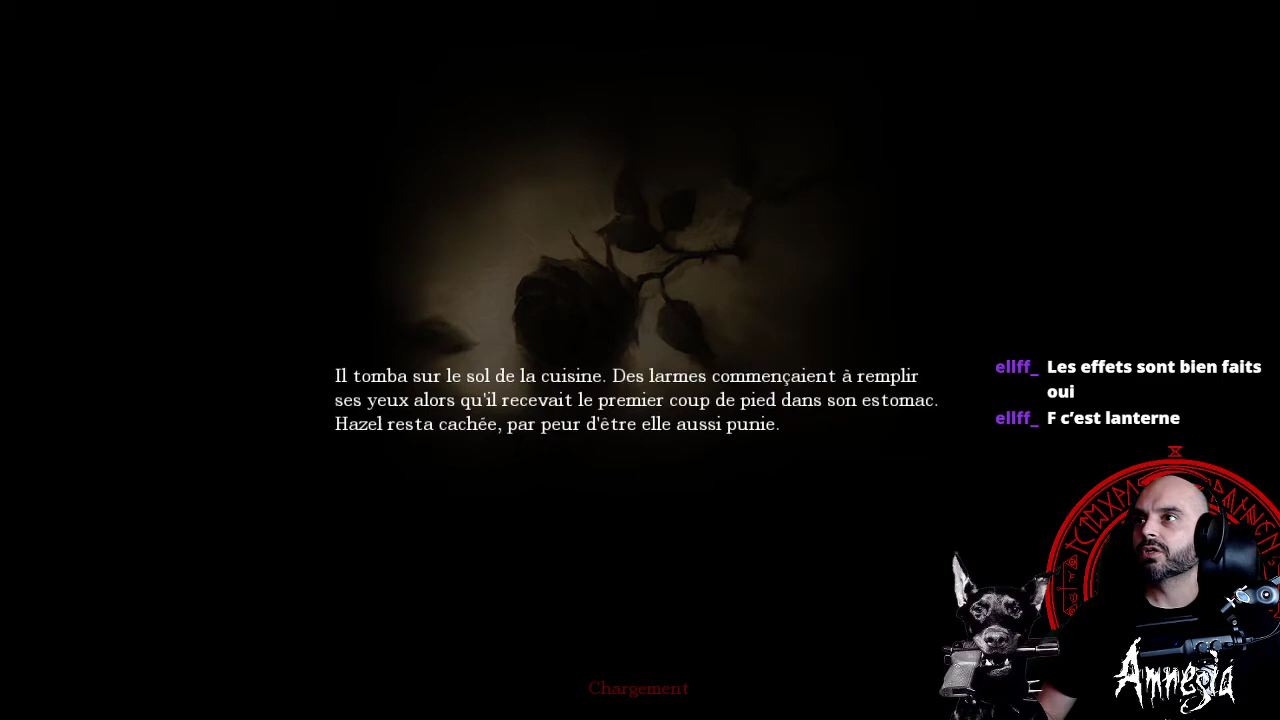 Il tomba sur le sol de la cuisine. Des larmes commençaient à remplir
ses yeux alors qu'il recevait le premier coup de pied dans son estomac.
Hazel resta cachée, par peur d'être elle aussi punie.
ellff_ Les effets sont bien faits
oui
ellff_ F c’est lanterne
Amnesia
Chargement